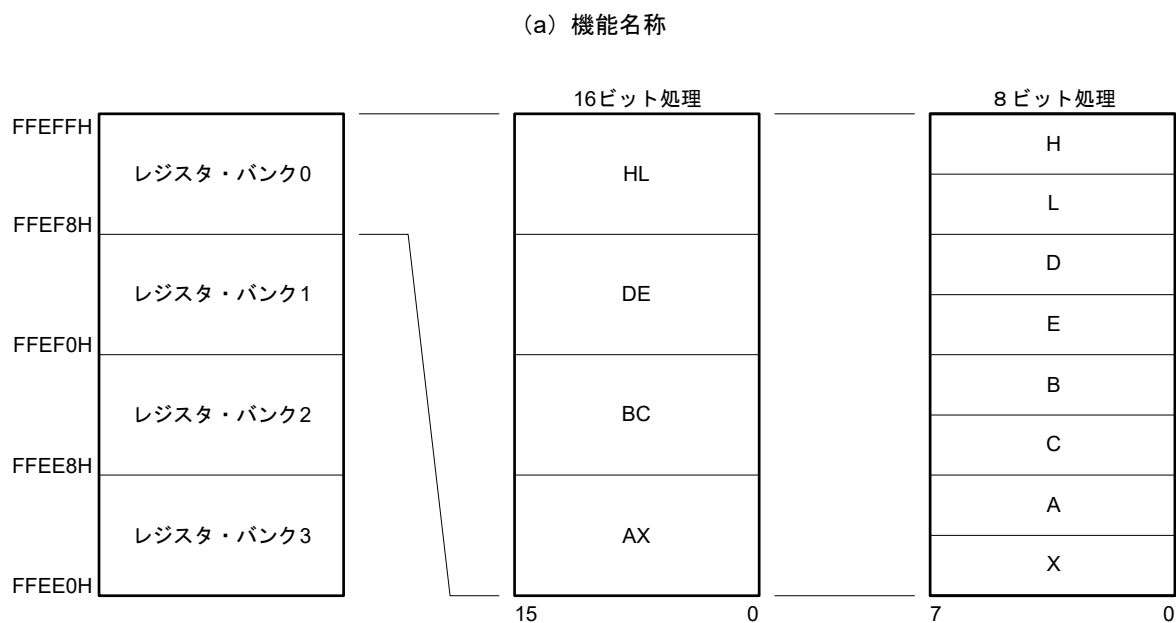 （a）機能名称
16ビット処理
８ビット処理
FFEFFH
レジスタ・バンク0
HL
H
L
FFEF8H
レジスタ・バンク1
DE
D
E
FFEF0H
レジスタ・バンク2
BC
B
C
FFEE8H
レジスタ・バンク3
AX
A
X
FFEE0H
15
0
7
0